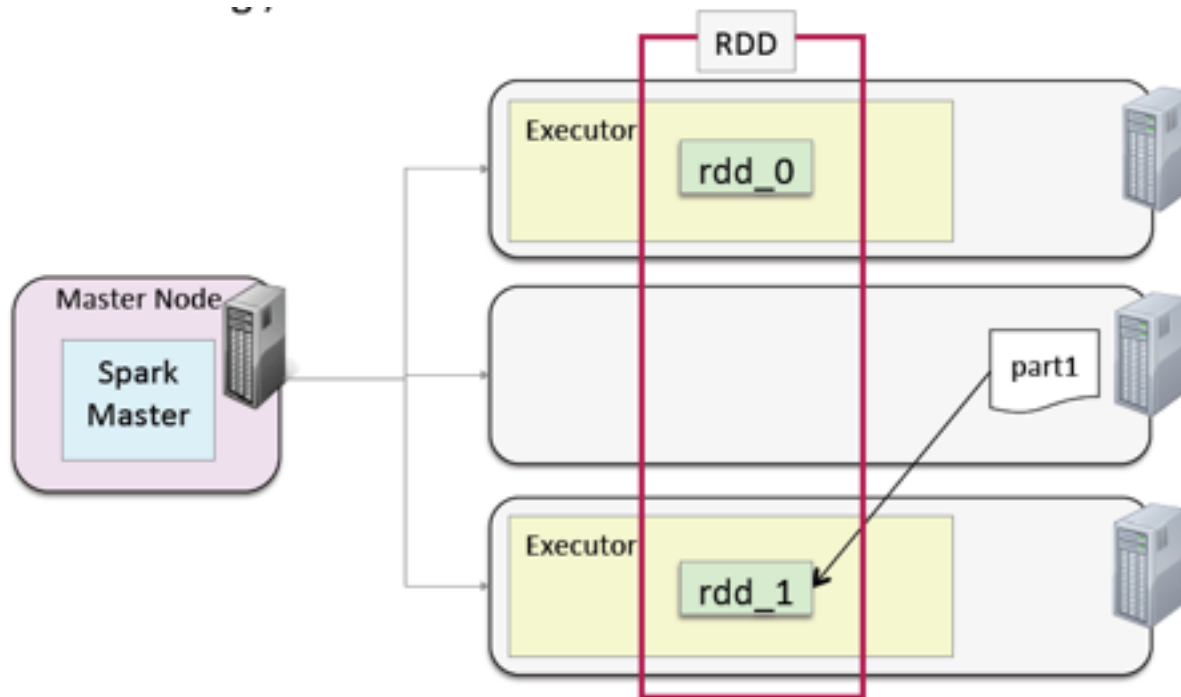 RDD
Executor
rdd_0
Master Node
Spark
Master
part1
Executor
rdd_1